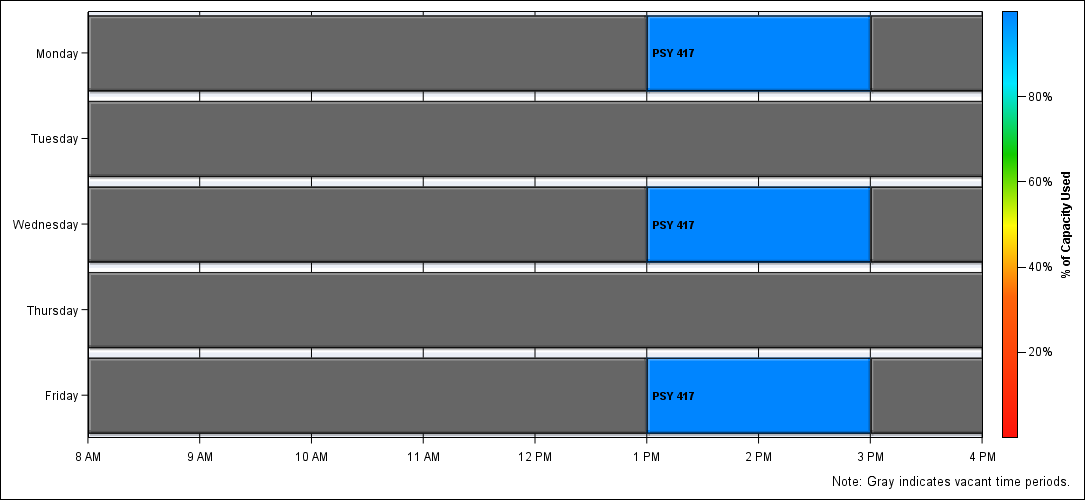 Monday
PSY 417
Tuesday
Wednesday
PSY 417
Thursday
Friday
PSY 417
8 AM 9 AM 10 AM 11 AM 12 PM 1 PM 2 PM 3 PM 4 PM
80%
60%
40%
20%
% of Capacity Used
Note: Gray indicates vacant time periods.